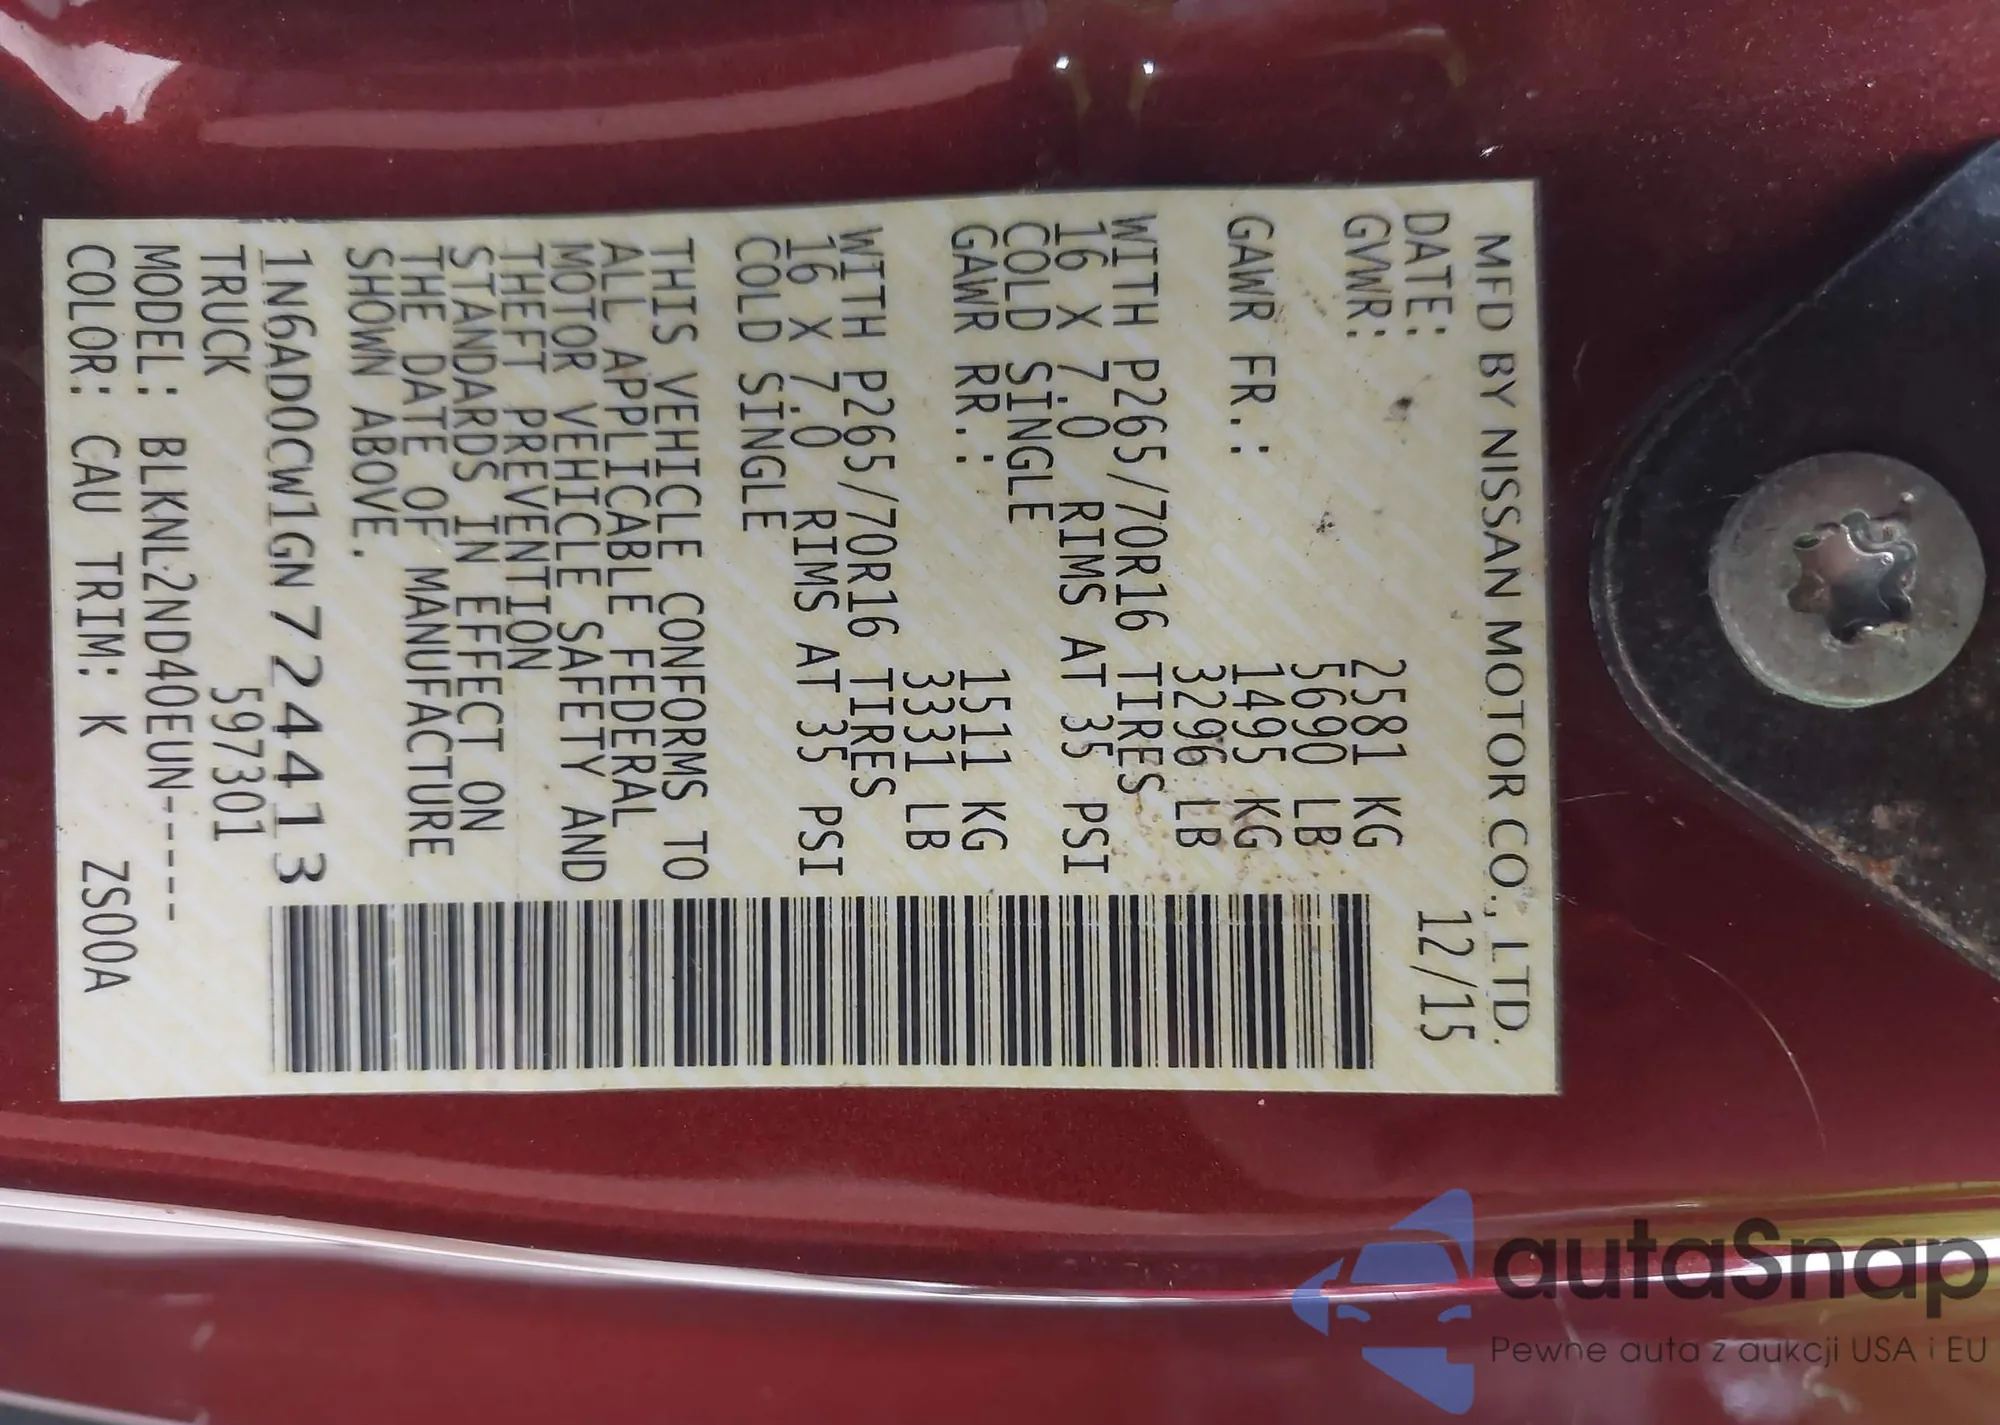 MFD BY NISSAN MOTOR CO., LTD.
DATE: 12/15
GVWR: 2581 KG
5690 LB
GAWR FR.: 1495 KG
3296 LB
WITH P265/70R16 TIRES
16 X 7.0 RIMS AT 35 PSI
COLD SINGLE
GAWR RR.: 1511 KG
3331 LB
WITH P265/70R16 TIRES
16 X 7.0 RIMS AT 35 PSI
COLD SINGLE
THIS VEHICLE CONFORMS TO
ALL APPLICABLE FEDERAL
MOTOR VEHICLE SAFETY AND
THEFT PREVENTION
STANDARDS IN EFFECT ON
THE DATE OF MANUFACTURE
SHOWN ABOVE.
1N6AD0CW1GN724413
TRUCK 597301
MODEL: BLKNL2ND40EUN-----
COLOR: CAU TRIM: K ZS00A
autaSnap
Pewne auta z aukcji USA i EU